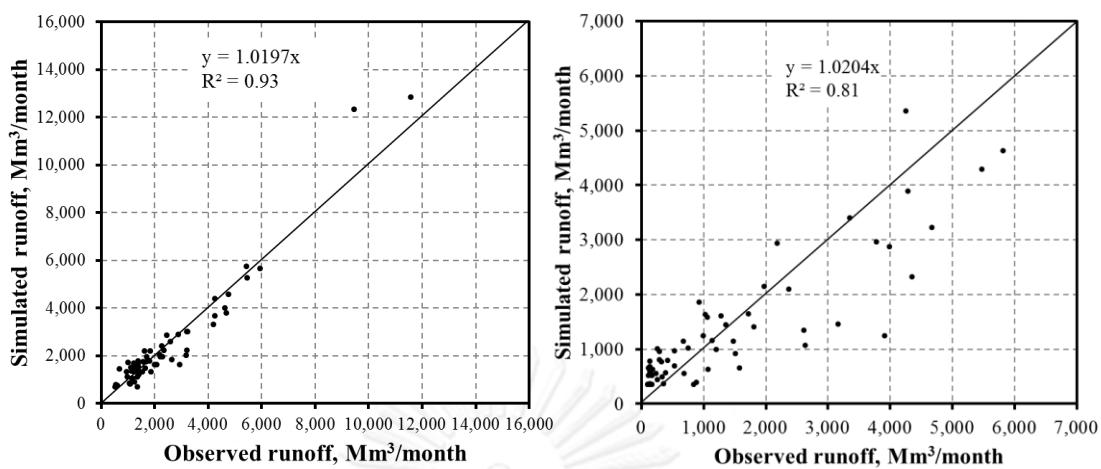 16,000
14,000
12,000
10,000
8,000
6,000
4,000
2,000
0
Simulated runoff, Mm³/month
y = 1.0197x
R² = 0.93
0 2,000 4,000 6,000 8,000 10,000 12,000 14,000 16,000
Observed runoff, Mm³/month
7,000
6,000
5,000
4,000
3,000
2,000
1,000
0
Simulated runoff, Mm³/month
y = 1.0204x
R² = 0.81
0 1,000 2,000 3,000 4,000 5,000 6,000 7,000
Observed runoff, Mm³/month